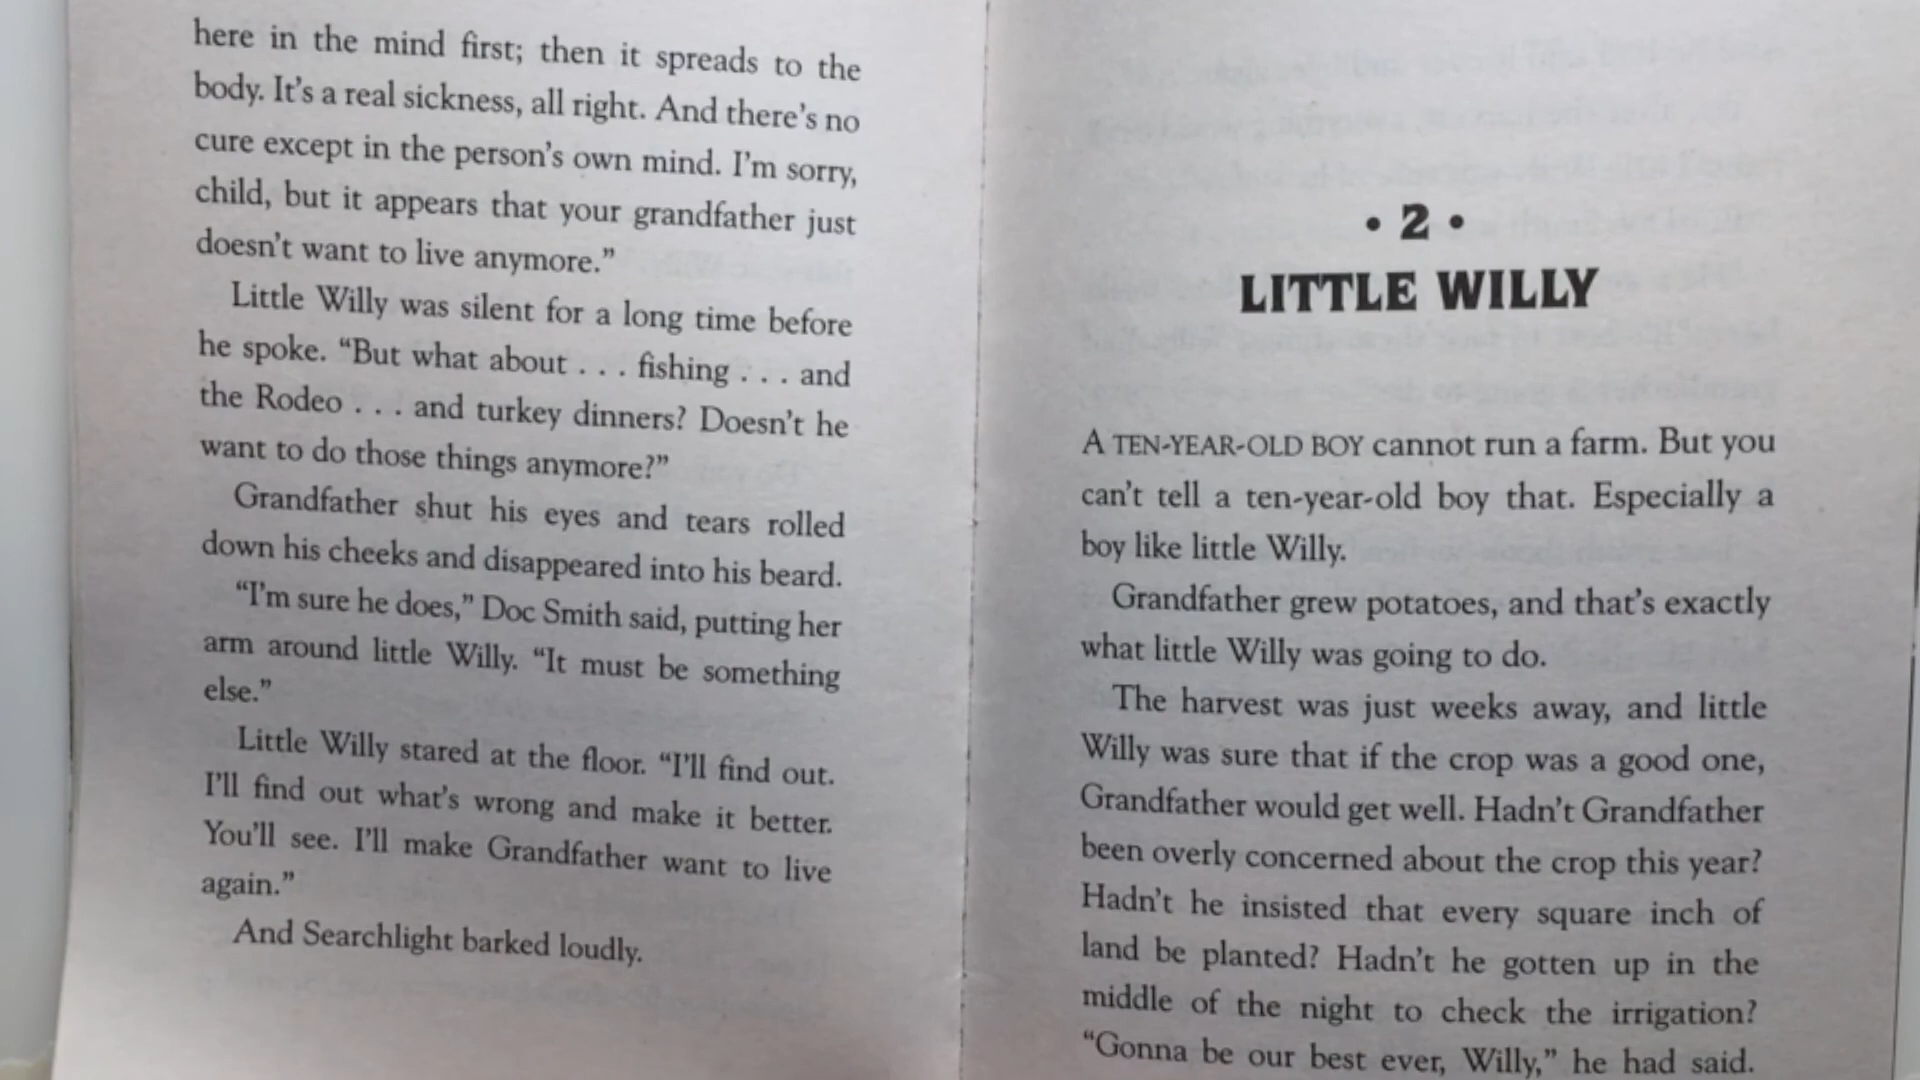 here in the mind first; then it spreads to the
body. It's a real sickness, all right. And there's no
cure except in the person's own mind. I'm sorry,
child, but it appears that your grandfather just
doesn't want to live anymore.”
Little Willy was silent for a long time before
he spoke. “But what about . . . fishing . . . and
the Rodeo . . . and turkey dinners? Doesn't he
want to do those things anymore?”
Grandfather shut his eyes and tears rolled
down his cheeks and disappeared into his beard.
“I'm sure he does,” Doc Smith said, putting her
arm around little Willy. “It must be something
else.”
Little Willy stared at the floor. “I'll find out.
I'll find out what's wrong and make it better.
You'll see. I'll make Grandfather want to live
again.”
And Searchlight barked loudly.
• 2 •
LITTLE WILLY
A TEN-YEAR-OLD BOY cannot run a farm. But you
can't tell a ten-year-old boy that. Especially a
boy like little Willy.
Grandfather grew potatoes, and that's exactly
what little Willy was going to do.
The harvest was just weeks away, and little
Willy was sure that if the crop was a good one,
Grandfather would get well. Hadn't Grandfather
been overly concerned about the crop this year?
Hadn't he insisted that every square inch of
land be planted? Hadn't he gotten up in the
middle of the night to check the irrigation?
“Gonna be our best ever, Willy,” he had said.